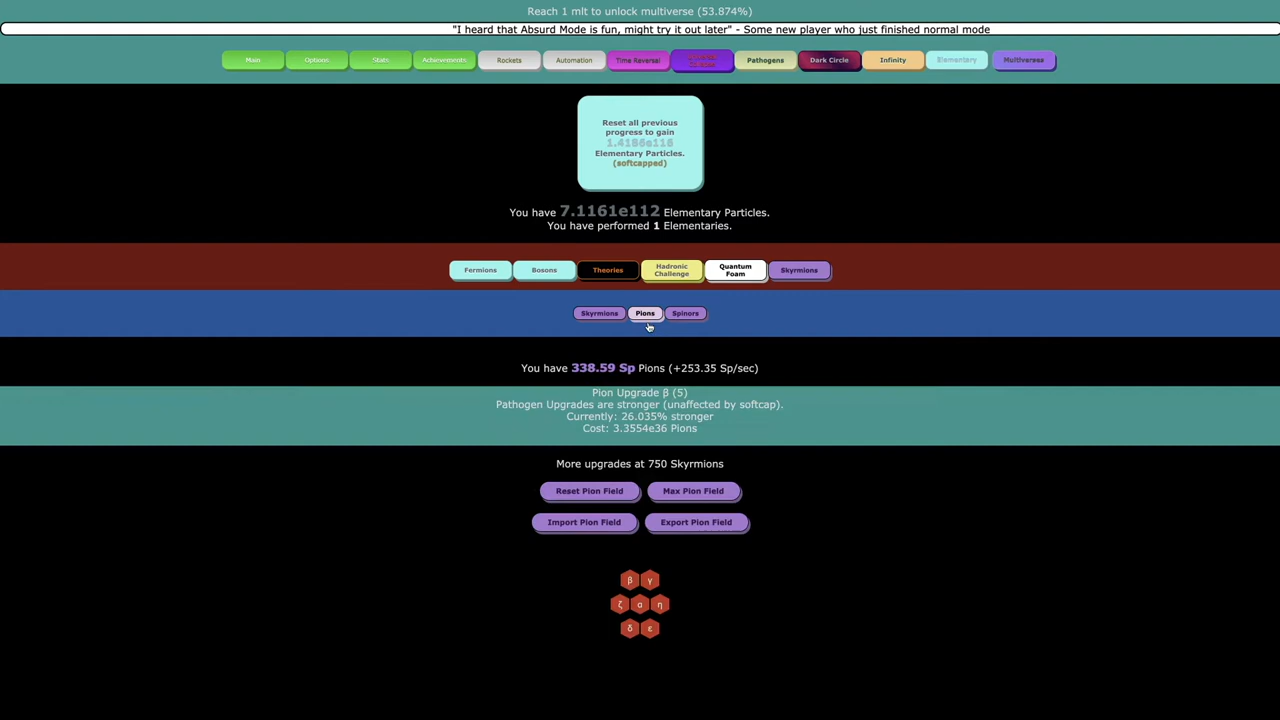 Reach 1 mlt to unlock multiverse (53.874%)
"I heard that Absurd Mode is fun, might try it out later" - Some new player who just finished normal mode
Main Options Stats Achievements Rockets Automation Time Reversal Pathogens Dark Circle Infinity Elementary Multiverses
Reset all previous
progress to gain
1.4186e116
Elementary Particles.
(softcapped)
You have 7.1161e112 Elementary Particles.
You have performed 1 Elementaries.
Fermions Bosons Theories Hadronic Challenge Quantum Foam Skyrmions
Skyrmions Pions Spinors
You have 338.59 Sp Pions (+253.35 Sp/sec)
Pion Upgrade β (5)
Pathogen Upgrades are stronger (unaffected by softcap).
Currently: 26.035% stronger
Cost: 3.3554e36 Pions
More upgrades at 750 Skyrmions
Reset Pion Field Max Pion Field
Import Pion Field Export Pion Field
β γ
ζ α η
δ ε